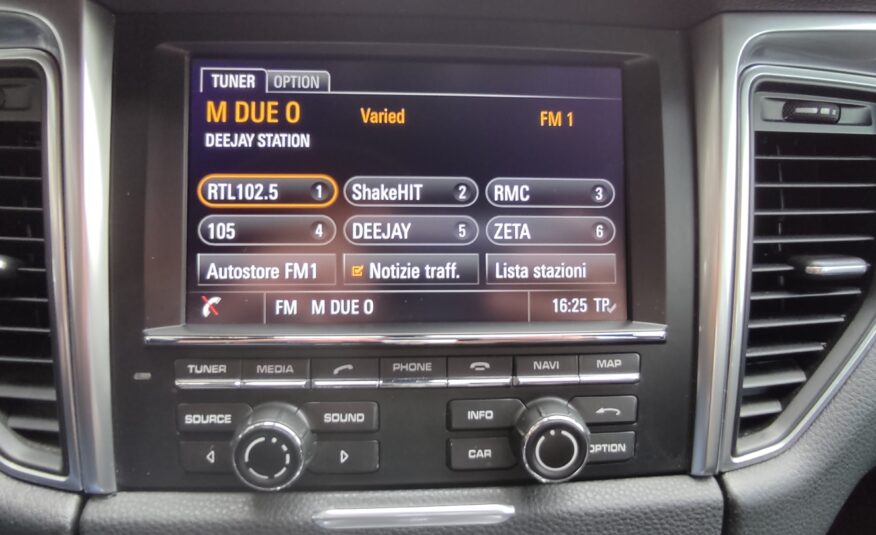 TUNER OPTION
M DUE O Varied FM 1
DEEJAY STATION
RTL102.5 1 ShakeHIT 2 RMC 3
105 4 DEEJAY 5 ZETA 6
Autostore FM1 Notizie traff. Lista stazioni
FM M DUE O 16:25 TP
TUNER MEDIA PHONE NAVI MAP
SOURCE SOUND INFO
CAR OPTION